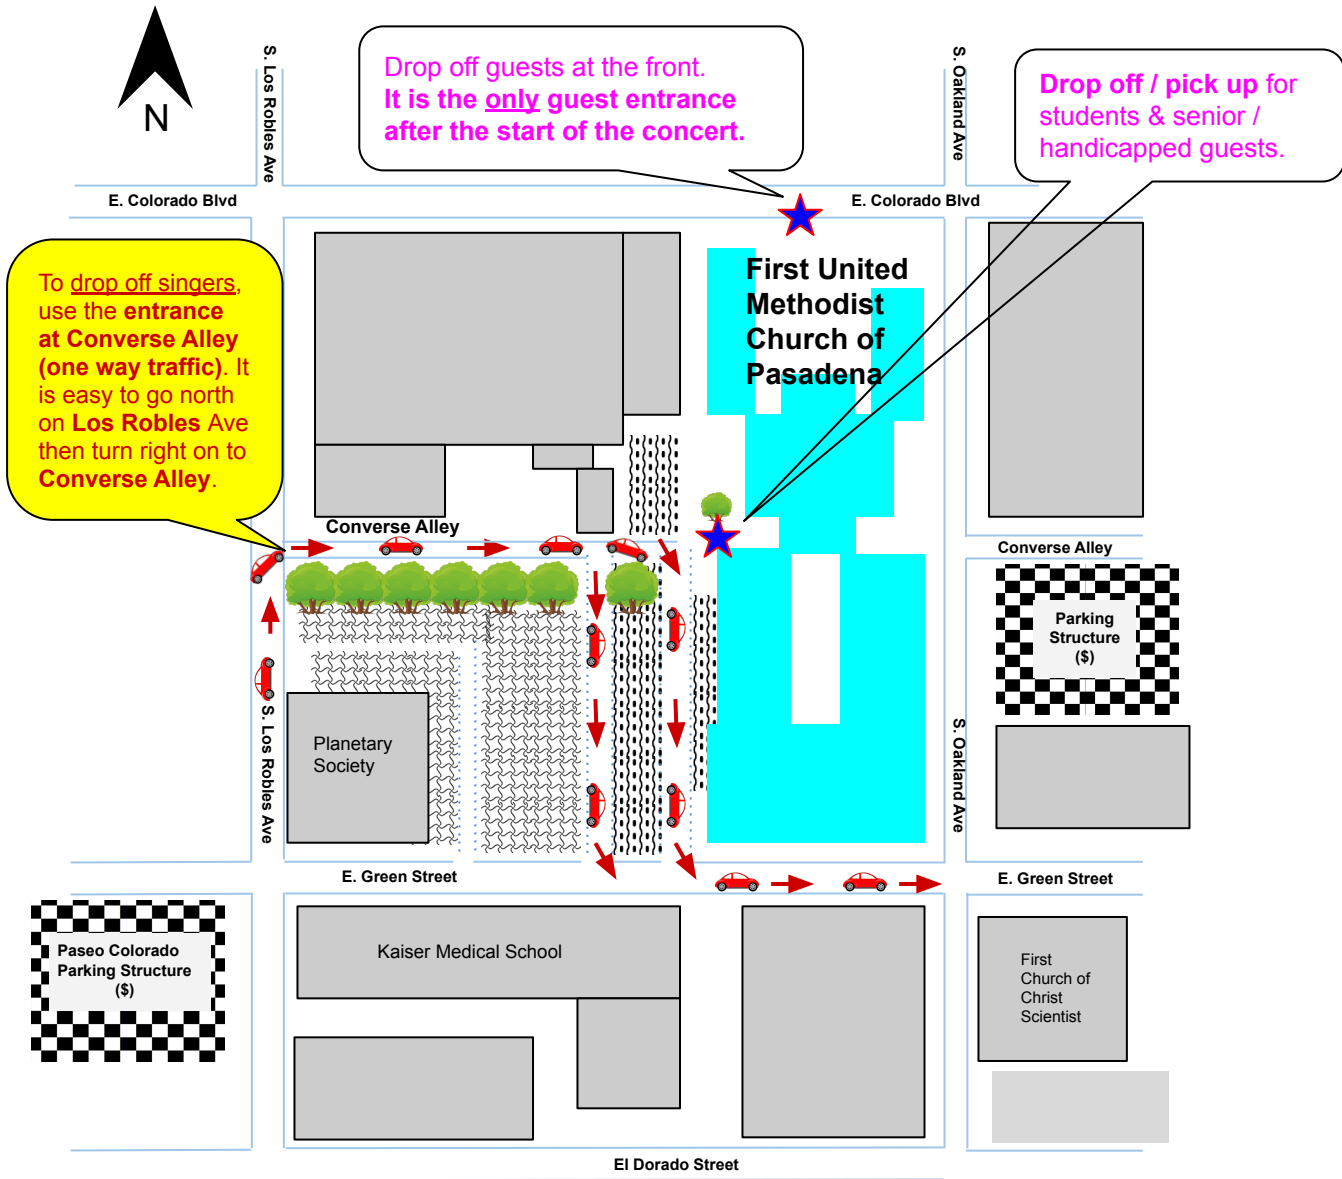 N
S. Los Robles Ave
Drop off guests at the front.
It is the only guest entrance
after the start of the concert.
S. Oakland Ave
Drop off / pick up for
students & senior /
handicapped guests.
E. Colorado Blvd
E. Colorado Blvd
To drop off singers,
use the entrance
at Converse Alley
(one way traffic). It
is easy to go north
on Los Robles Ave
then turn right on to
Converse Alley.
First United
Methodist
Church of
Pasadena
Converse Alley
Converse Alley
Parking
Structure
($)
S. Los Robles Ave
Planetary
Society
S. Oakland Ave
E. Green Street
E. Green Street
Paseo Colorado
Parking Structure
($)
Kaiser Medical School
First
Church of
Christ
Scientist
El Dorado Street